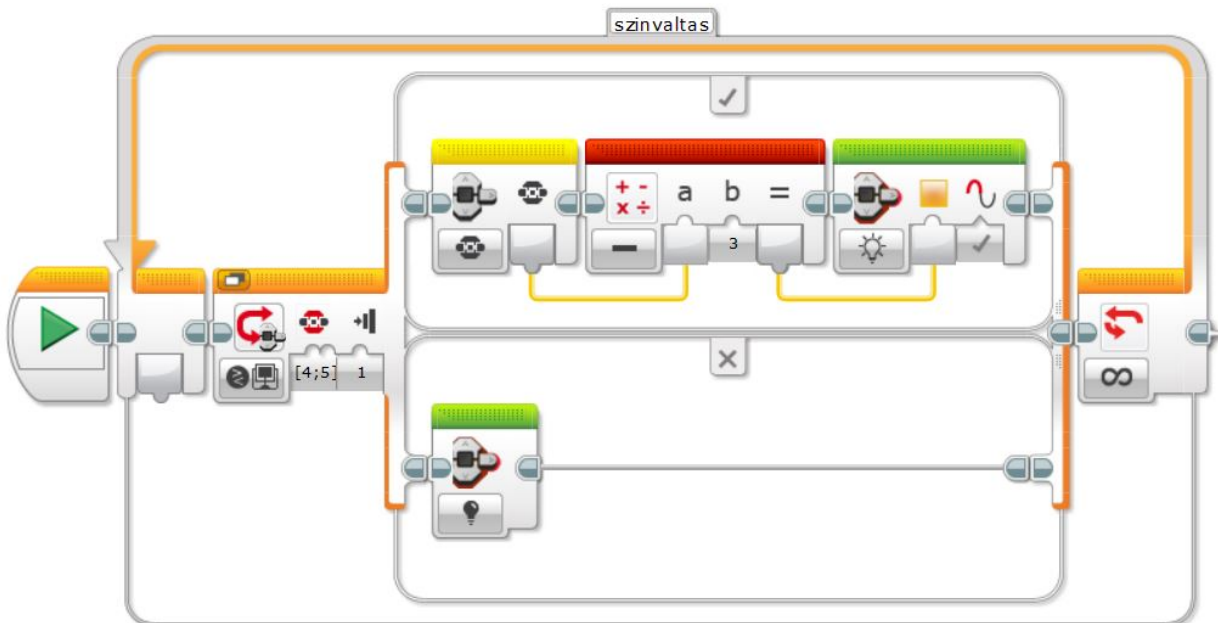 szinvaltas
a b =
3
[4;5] 1